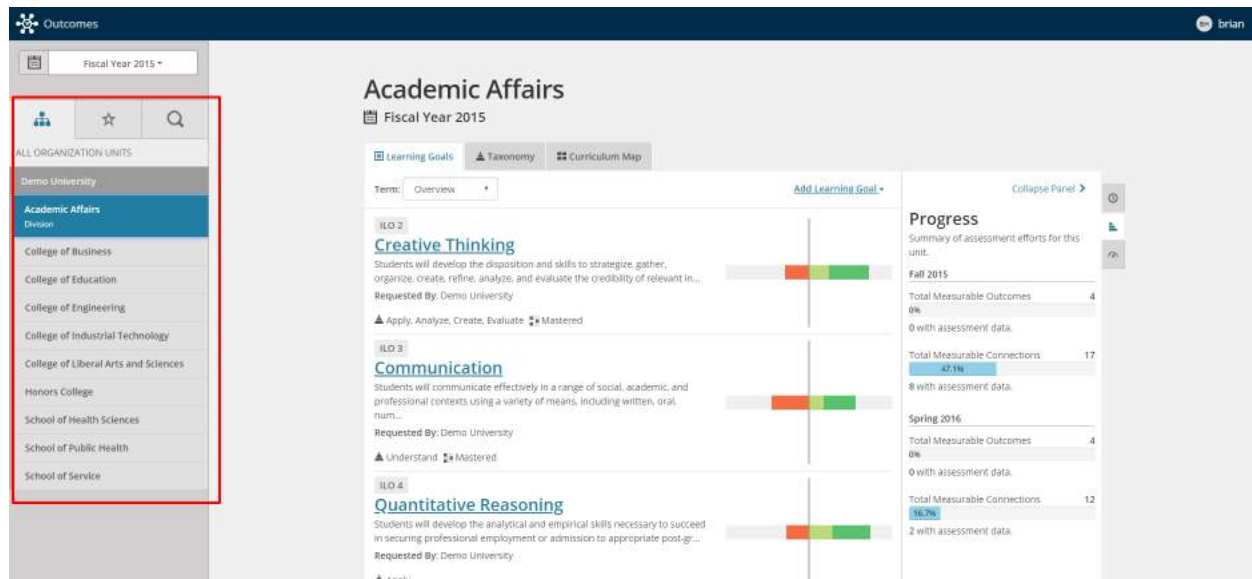 Outcomes
brian
Fiscal Year 2015
ALL ORGANIZATION UNITS
Demo University
Academic Affairs
Division
College of Business
College of Education
College of Engineering
College of Industrial Technology
College of Liberal Arts and Sciences
Honors College
School of Health Sciences
School of Public Health
School of Service
Academic Affairs
Fiscal Year 2015
Learning Goals Taxonomy Curriculum Map
Term: Overview
Add Learning Goal
ILO 2
Creative Thinking
Students will develop the disposition and skills to strategize, gather,
organize, create, refine, analyze, and evaluate the credibility of relevant in...
Requested By: Demo University
Apply, Analyze, Create, Evaluate Mastered
ILO 3
Communication
Students will communicate effectively in a range of social, academic, and
professional contexts using a variety of means, including written, oral,
num...
Requested By: Demo University
Understand Mastered
ILO 4
Quantitative Reasoning
Students will develop the analytical and empirical skills necessary to succeed
in securing professional employment or admission to appropriate post-gr...
Requested By: Demo University
Collapse Panel
Progress
Summary of assessment efforts for this
unit.
Fall 2015
Total Measurable Outcomes 4
0%
0 with assessment data.
Total Measurable Connections 17
47.1%
8 with assessment data.
Spring 2016
Total Measurable Outcomes 4
0%
0 with assessment data.
Total Measurable Connections 12
16.7%
2 with assessment data.